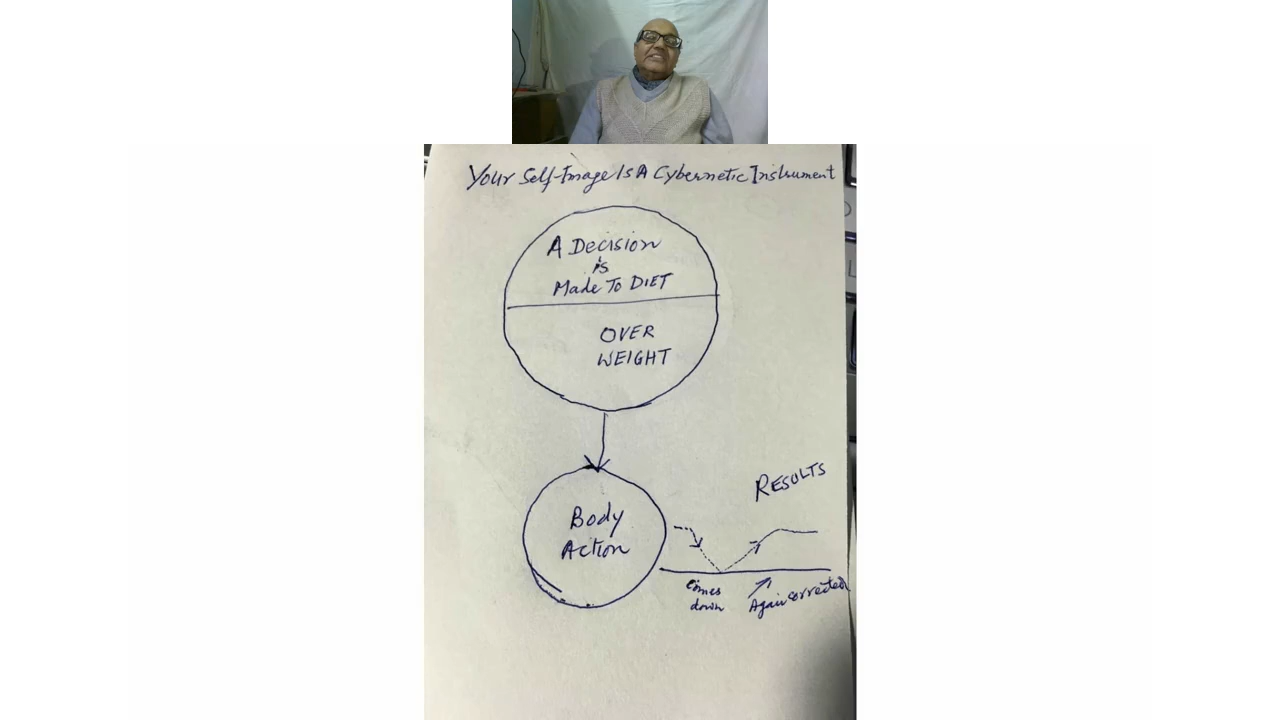 Your Self-Image Is A Cybernetic Instrument
A Decision
is
Made To DIET
OVER
WEIGHT
Body
Action
RESULTS
Comes
down
Again corrected